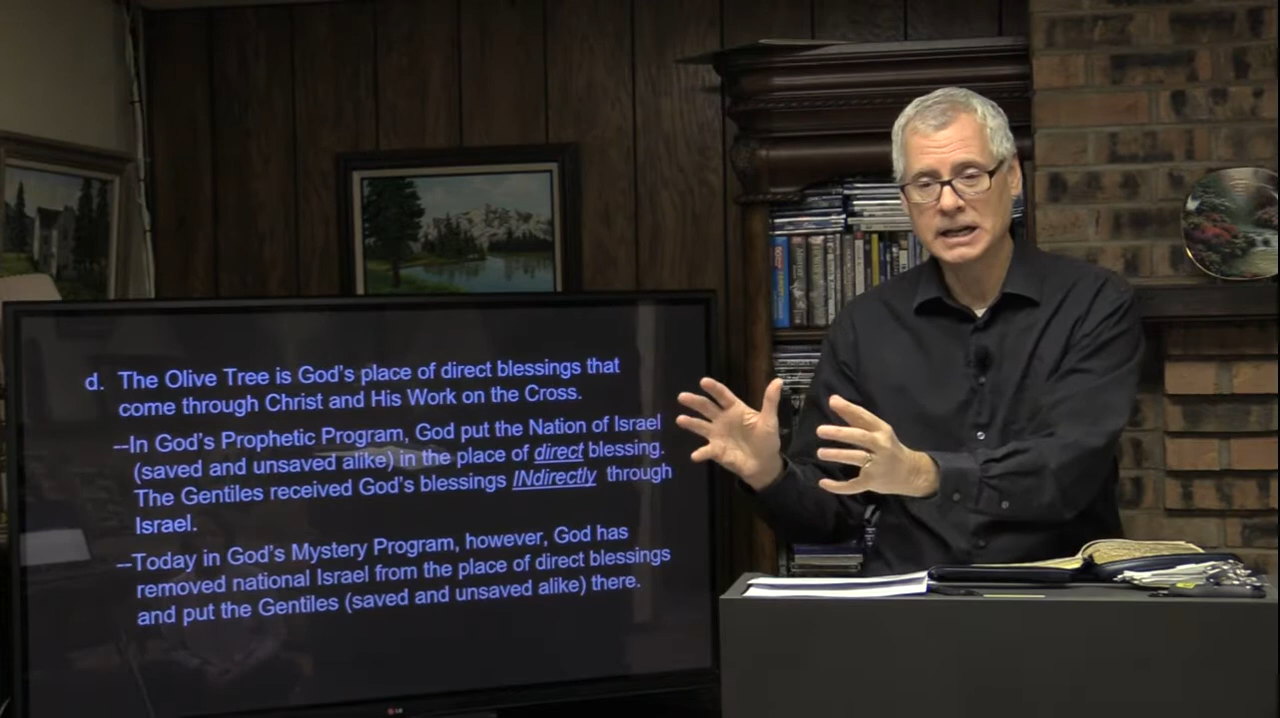 d. The Olive Tree is God's place of direct blessings that
come through Christ and His Work on the Cross.
--In God's Prophetic Program, God put the Nation of Israel
(saved and unsaved alike) in the place of direct blessing.
The Gentiles received God's blessings INdirectly through
Israel.
--Today in God's Mystery Program, however, God has
removed national Israel from the place of direct blessings
and put the Gentiles (saved and unsaved alike) there.
LG